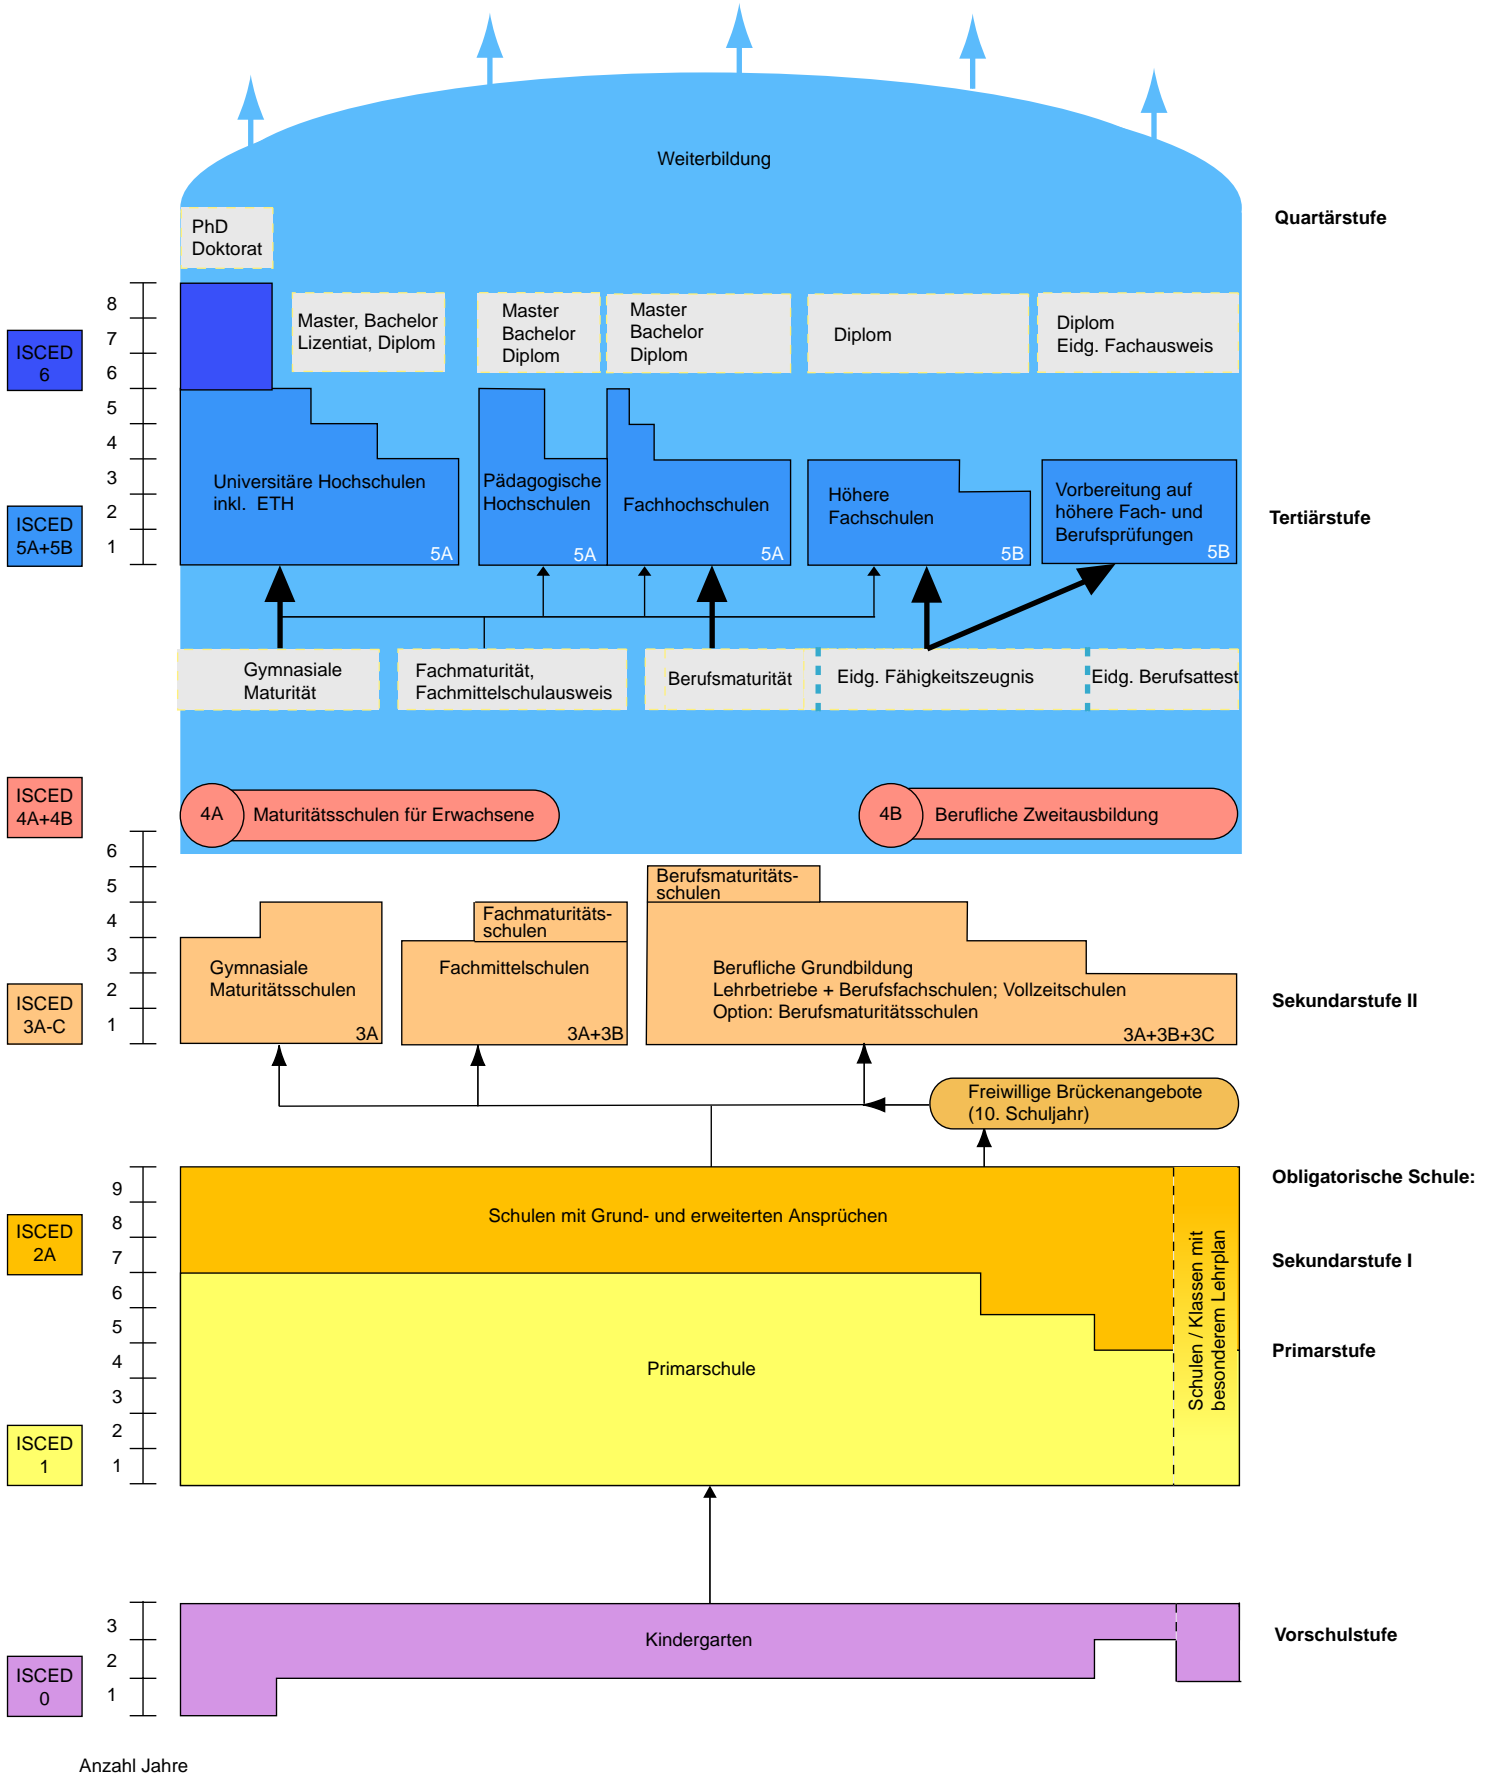 Weiterbildung
Quartärstufe
PhD
Doktorat
8
7
6
5
4
3
2
1
ISCED
6
Master, Bachelor
Lizentiat, Diplom
Master
Bachelor
Diplom
Master
Bachelor
Diplom
Diplom
Diplom
Eidg. Fachausweis
ISCED
5A+5B
Universitäre Hochschulen
inkl. ETH
5A
Pädagogische
Hochschulen
5A
Fachhochschulen
5A
Höhere
Fachschulen
5B
Vorbereitung auf
höhere Fach- und
Berufsprüfungen
5B
Tertiärstufe
Gymnasiale
Maturität
Fachmaturität,
Fachmittelschulausweis
Berufsmaturität
Eidg. Fähigkeitszeugnis
Eidg. Berufsattest
ISCED
4A+4B
4A
Maturitätsschulen für Erwachsene
4B
Berufliche Zweitausbildung
6
5
4
3
2
1
ISCED
3A-C
Gymnasiale
Maturitätsschulen
3A
Fachmaturitäts-
schulen
Fachmittelschulen
3A+3B
Berufsmaturitäts-
schulen
Berufliche Grundbildung
Lehrbetriebe + Berufsfachschulen; Vollzeitschulen
Option: Berufsmaturitätsschulen
3A+3B+3C
Sekundarstufe II
Freiwillige Brückenangebote
(10. Schuljahr)
Obligatorische Schule:
9
8
7
6
5
4
3
2
1
ISCED
2A
Schulen mit Grund- und erweiterten Ansprüchen
Schulen / Klassen mit
besonderem Lehrplan
Sekundarstufe I
Primarstufe
Primarschule
ISCED
1
3
2
1
Kindergarten
Vorschulstufe
ISCED
0
Anzahl Jahre